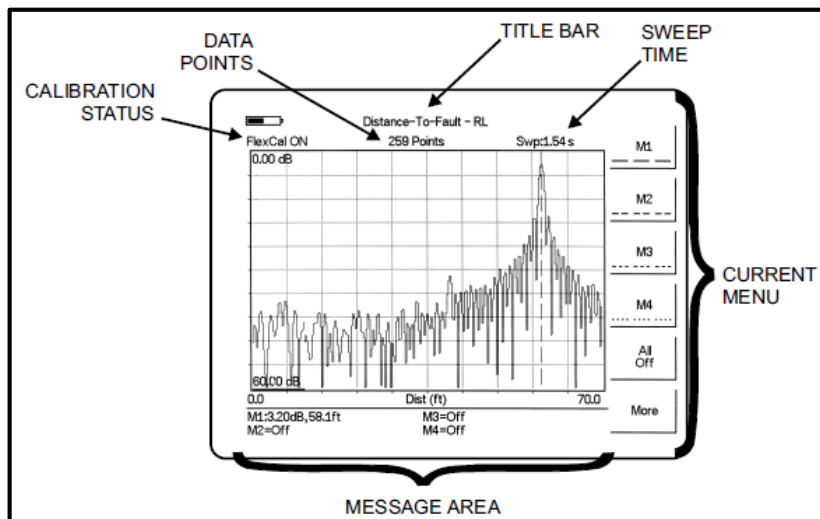 DATA
POINTS
TITLE BAR
SWEEP
TIME
CALIBRATION
STATUS
Distance-To-Fault - RL
FlexCal ON
259 Points
Swp:1.54 s
0.00 dB
60.00 dB
0.0
Dist (ft)
70.0
M1:3.20dB,58.1ft
M3=Off
M2=Off
M4=Off
M1
M2
M3
M4
All
Off
More
CURRENT
MENU
MESSAGE AREA